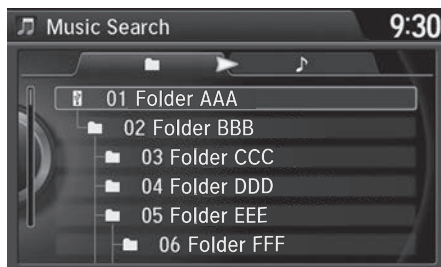 Music Search
9:30
01 Folder AAA
02 Folder BBB
03 Folder CCC
04 Folder DDD
05 Folder EEE
06 Folder FFF